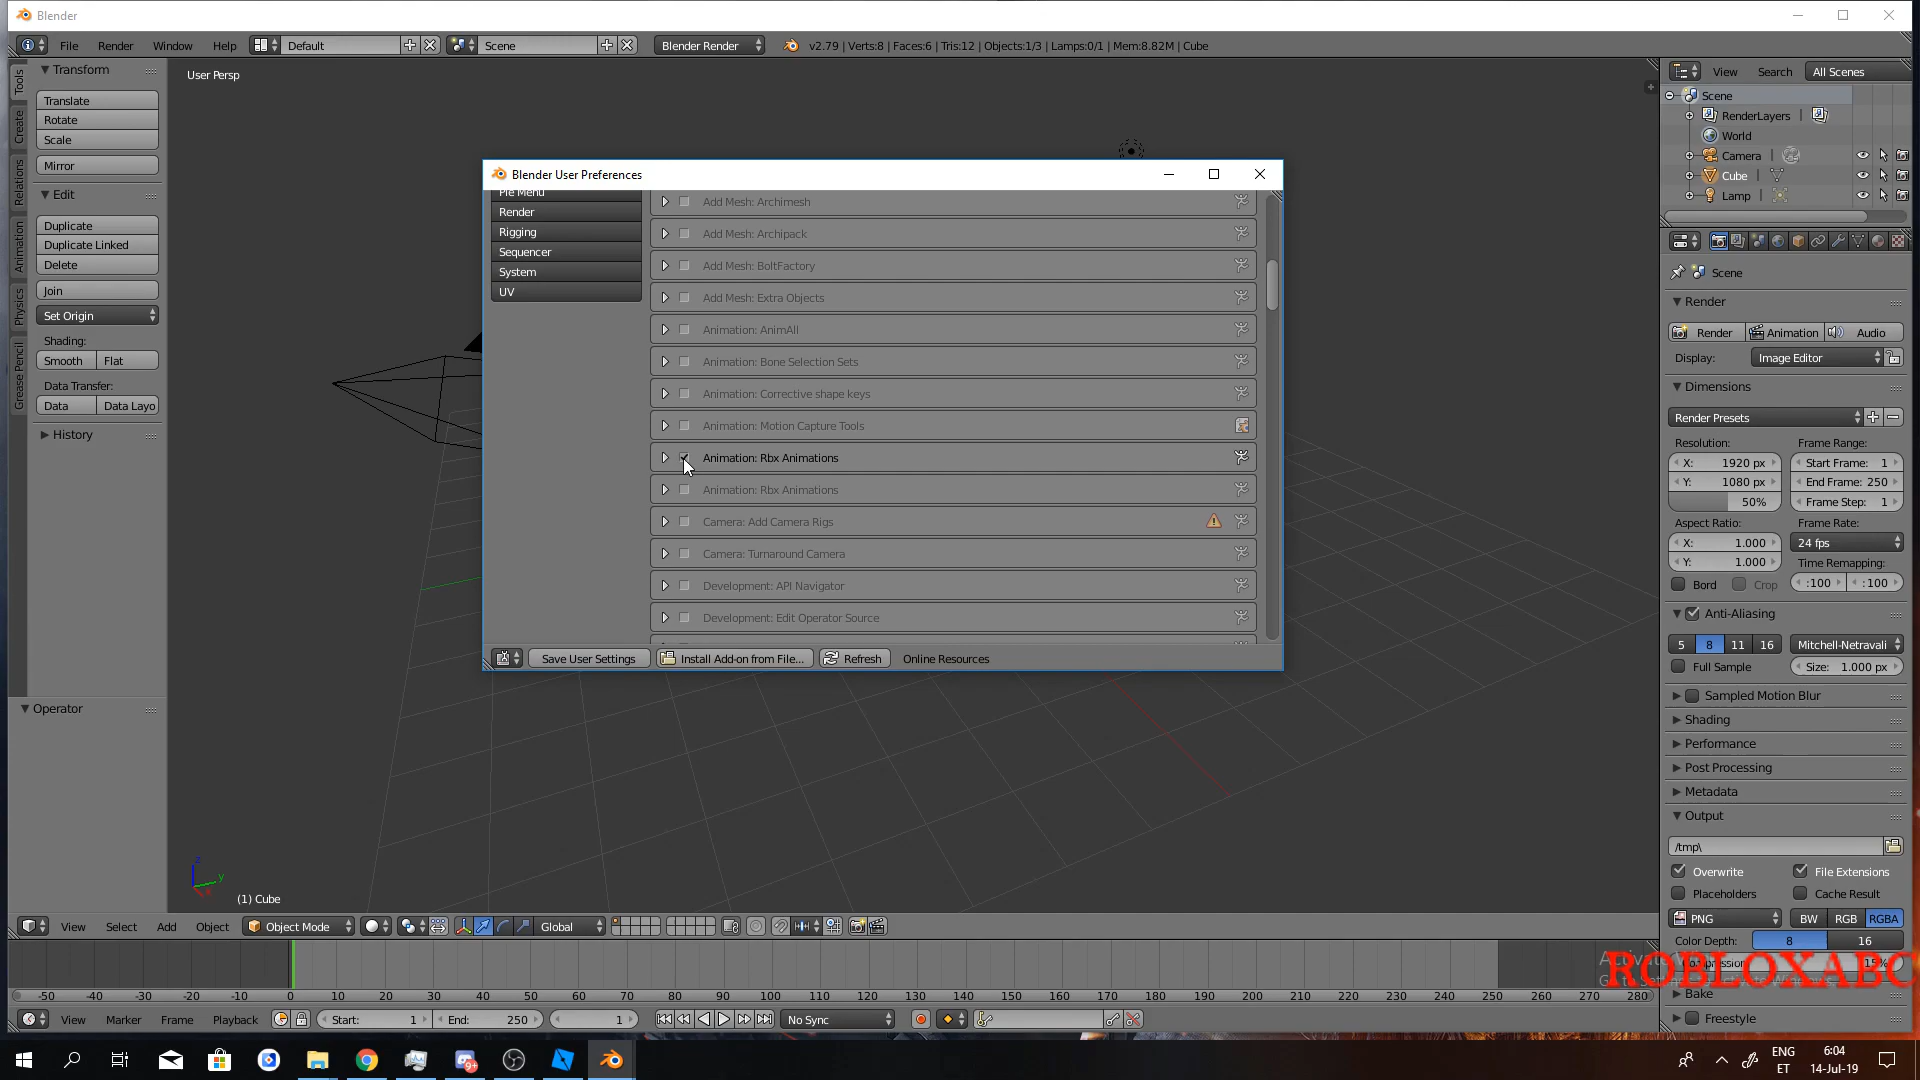 Blender
File Render Window Help Default Scene Blender Render v2.79 | Verts:8 | Faces:6 | Tris:12 | Objects:1/3 | Lamps:0/1 | Mem:8.82M | Cube
Tools
Create
Relations
Animation
Physics
Grease Pencil
Transform
Translate
Rotate
Scale
Mirror
Edit
Duplicate
Duplicate Linked
Delete
Join
Set Origin
Shading:
Smooth Flat
Data Transfer:
Data Data Layo
History
Operator
User Persp
Blender User Preferences
Pie Menu
Render
Rigging
Sequencer
System
UV
Add Mesh: Archimesh
Add Mesh: Archipack
Add Mesh: BoltFactory
Add Mesh: Extra Objects
Animation: AnimAll
Animation: Bone Selection Sets
Animation: Corrective shape keys
Animation: Motion Capture Tools
Animation: Rbx Animations
Animation: Rbx Animations
Camera: Add Camera Rigs
Camera: Turnaround Camera
Development: API Navigator
Development: Edit Operator Source
Save User Settings Install Add-on from File... Refresh Online Resources
z
y
(1) Cube
View Search All Scenes
Scene
RenderLayers
World
Camera
Cube
Lamp
Scene
Render
Render Animation Audio
Display: Image Editor
Dimensions
Render Presets
Resolution: Frame Range:
X: 1920 px Start Frame: 1
Y: 1080 px End Frame: 250
50% Frame Step: 1
Aspect Ratio: Frame Rate:
X: 1.000 24 fps
Y: 1.000 Time Remapping:
Bord Crop :100 :100
Anti-Aliasing
5 8 11 16 Mitchell-Netravali
Full Sample Size: 1.000 px
Sampled Motion Blur
Shading
Performance
Post Processing
Metadata
Output
/tmp\
Overwrite File Extensions
Placeholders Cache Result
PNG BW RGB RGBA
Color Depth: 8 16
Compression 15%
ROBLOXABC
Bake
Freestyle
View Select Add Object Object Mode Global
-50 -40 -30 -20 -10 0 10 20 30 40 50 60 70 80 90 100 110 120 130 140 150 160 170 180 190 200 210 220 230 240 250 260 270 280
View Marker Frame Playback Start: 1 End: 250 1 No Sync
9+
ENG
ET
6:04
14-Jul-19